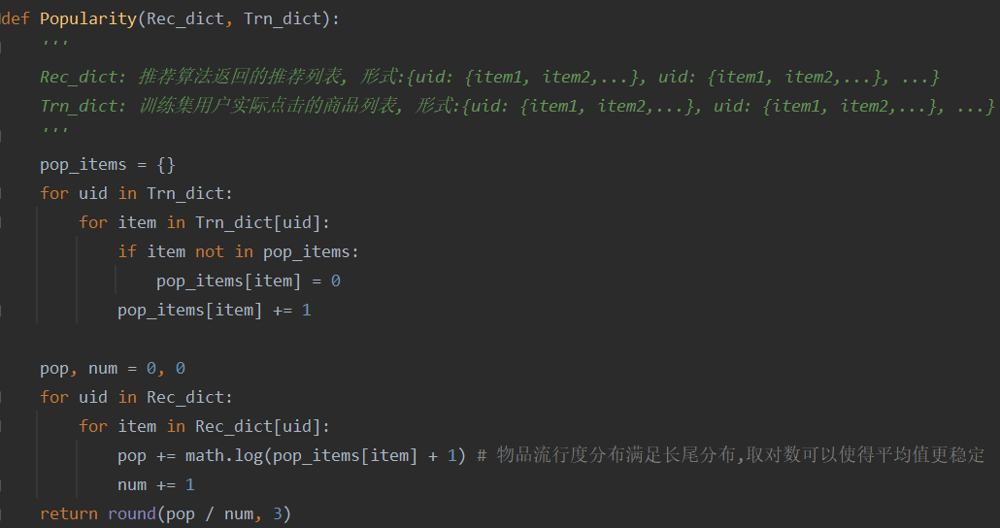 def Popularity(Rec_dict, Trn_dict):
    '''
    Rec_dict: 推荐算法返回的推荐列表, 形式:{uid: {item1, item2,...}, uid: {item1, item2,...}, ...}
    Trn_dict: 训练集用户实际点击的商品列表, 形式:{uid: {item1, item2,...}, uid: {item1, item2,...}, ...}
    '''
    pop_items = {}
    for uid in Trn_dict:
        for item in Trn_dict[uid]:
            if item not in pop_items:
                pop_items[item] = 0
            pop_items[item] += 1

    pop, num = 0, 0
    for uid in Rec_dict:
        for item in Rec_dict[uid]:
            pop += math.log(pop_items[item] + 1) # 物品流行度分布满足长尾分布,取对数可以使得平均值更稳定
            num += 1
    return round(pop / num, 3)